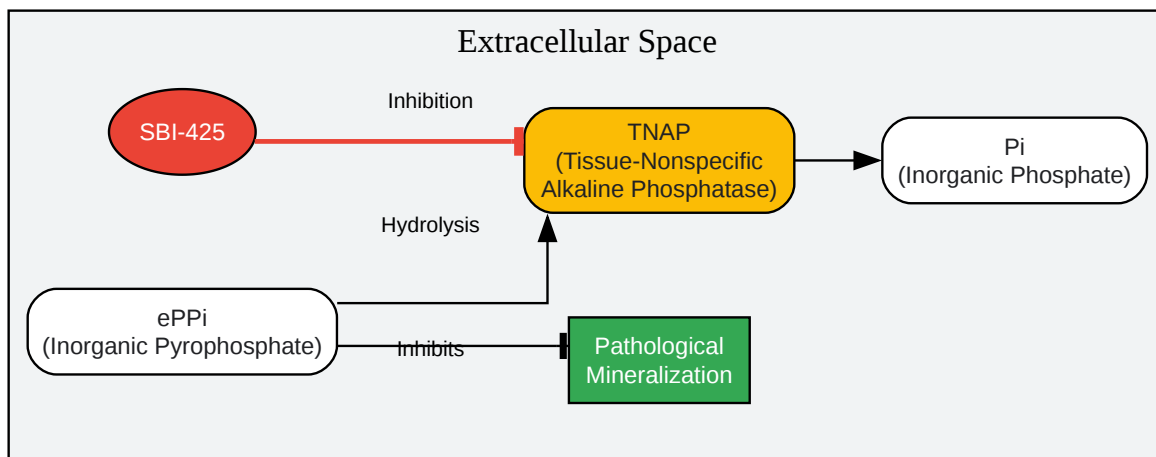 Extracellular Space
Inhibition
SBI-425
TNAP
(Tissue-Nonspecific
Alkaline Phosphatase)
Pi
(Inorganic Phosphate)
Hydrolysis
ePPi
(Inorganic Pyrophosphate)
Inhibits
Pathological
Mineralization